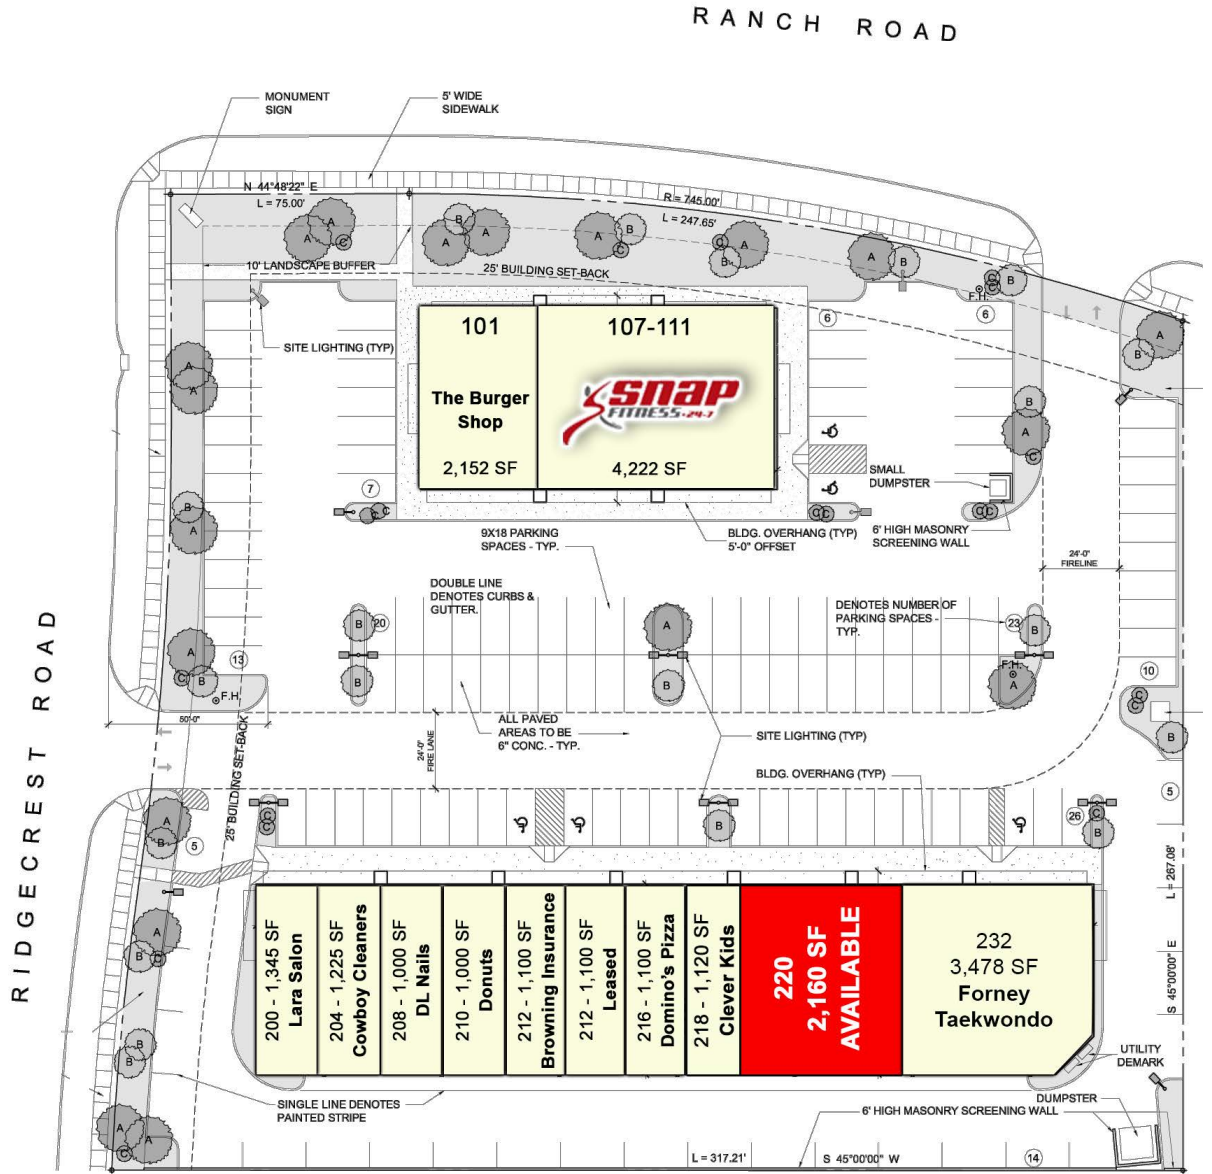 RANCH ROAD
MONUMENT
SIGN
5' WIDE
SIDEWALK
N 44°48'22" E
L = 75.00'
R = 745.00'
L = 247.65'
10' LANDSCAPE BUFFER
25' BUILDING SET-BACK
F.H.
6
6
SITE LIGHTING (TYP)
101
The Burger
Shop
2,152 SF
107-111
snap
FITNESS-24-7
4,222 SF
SMALL
DUMPSTER
7
6' HIGH MASONRY
SCREENING WALL
9X18 PARKING
SPACES - TYP.
BLDG. OVERHANG (TYP)
5'-0" OFFSET
24'-0"
FIRELINE
DOUBLE LINE
DENOTES CURBS &
GUTTER.
DENOTES NUMBER OF
PARKING SPACES -
TYP.
20
23
13
F.H.
F.H.
10
50'-0"
RIDGECREST ROAD
25' BUILDING SET-BACK
ALL PAVED
AREAS TO BE
6" CONC. - TYP.
24'-0"
FIRE LANE
SITE LIGHTING (TYP)
BLDG. OVERHANG (TYP)
5
26
5
L = 267.08'
S 45°00'00" E
200 - 1,345 SF
Lara Salon
204 - 1,225 SF
Cowboy Cleaners
208 - 1,000 SF
DL Nails
210 - 1,000 SF
Donuts
212 - 1,100 SF
Browning Insurance
212 - 1,100 SF
Leased
216 - 1,100 SF
Domino's Pizza
218 - 1,120 SF
Clever Kids
220
2,160 SF
AVAILABLE
232
3,478 SF
Forney
Taekwondo
UTILITY
DEMARK
SINGLE LINE DENOTES
PAINTED STRIPE
DUMPSTER
6' HIGH MASONRY SCREENING WALL
L = 317.21'
S 45°00'00" W
14